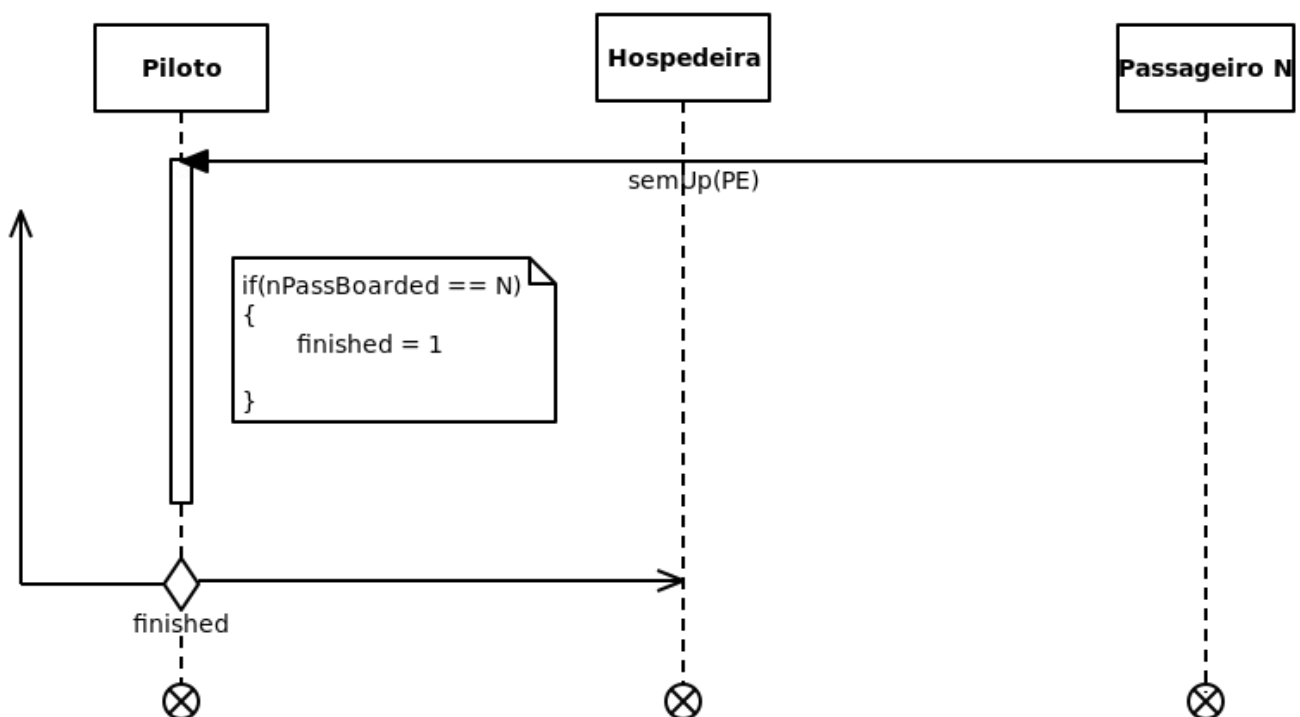 Piloto
Hospedeira
Passageiro N
semUp(PE)
if(nPassBoarded == N)
{
finished = 1
}
finished